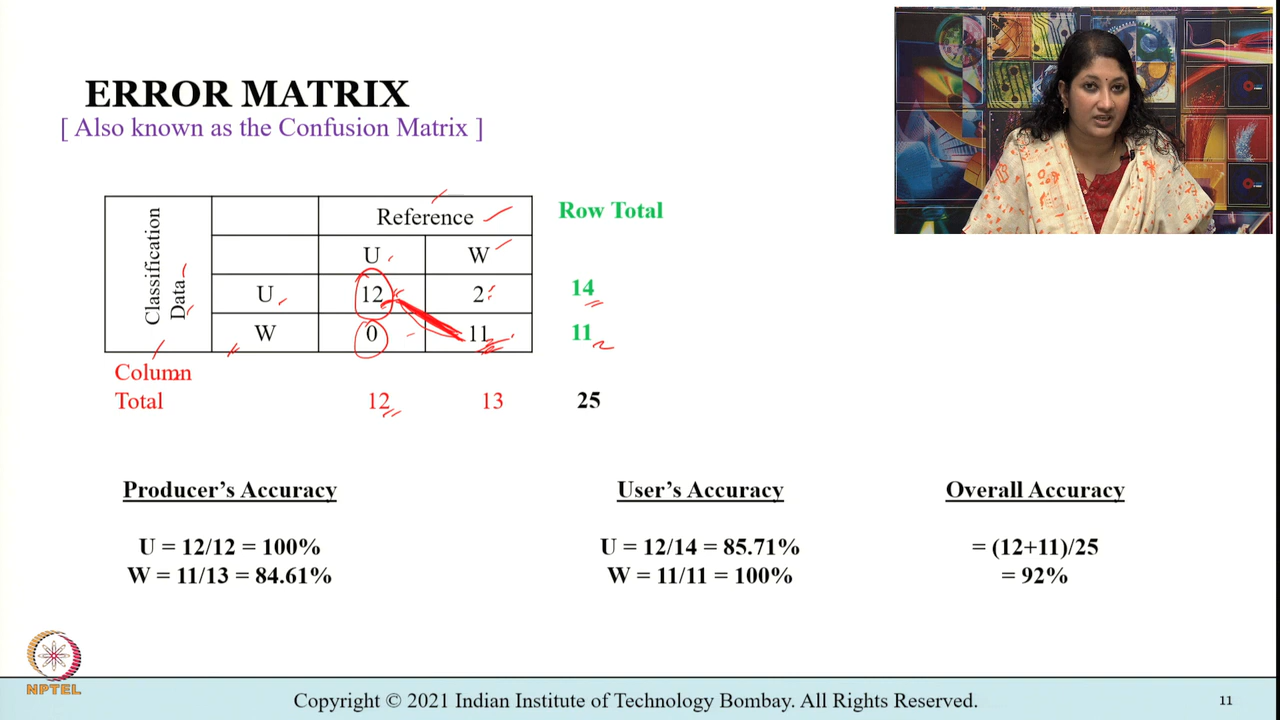 ERROR MATRIX
[ Also known as the Confusion Matrix ]
Classification
Data
Reference
Row Total
U
W
U
12
2
14
W
0
11
11
Column
Total
12
13
25
Producer’s Accuracy
U = 12/12 = 100%
W = 11/13 = 84.61%
User’s Accuracy
U = 12/14 = 85.71%
W = 11/11 = 100%
Overall Accuracy
= (12+11)/25
= 92%
NPTEL
Copyright © 2021 Indian Institute of Technology Bombay. All Rights Reserved.
11